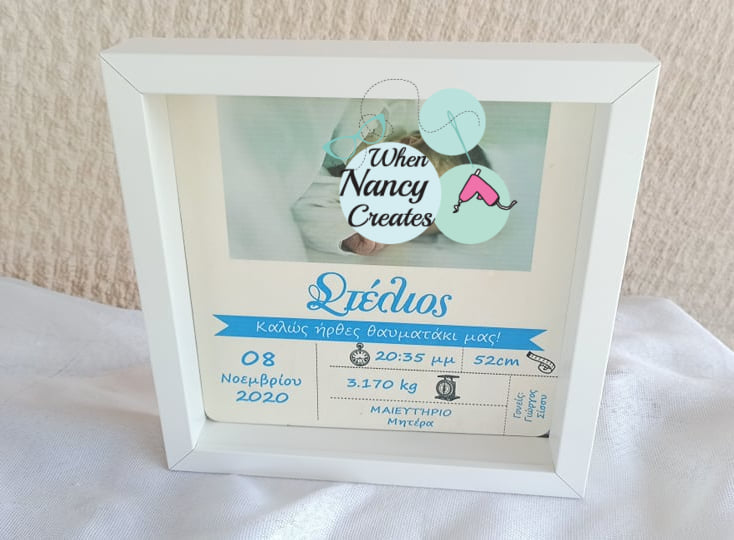 When
Nancy
Creates
Στέλιος
Καλώς ήρθες θαυματάκι μας!
08
Νοεμβρίου
2020
20:35 μμ
52cm
3.170 kg
ΜΑΙΕΥΤΗΡΙΟ
Μητέρα
Γονείς:
Γιώργος
Σίσσυ